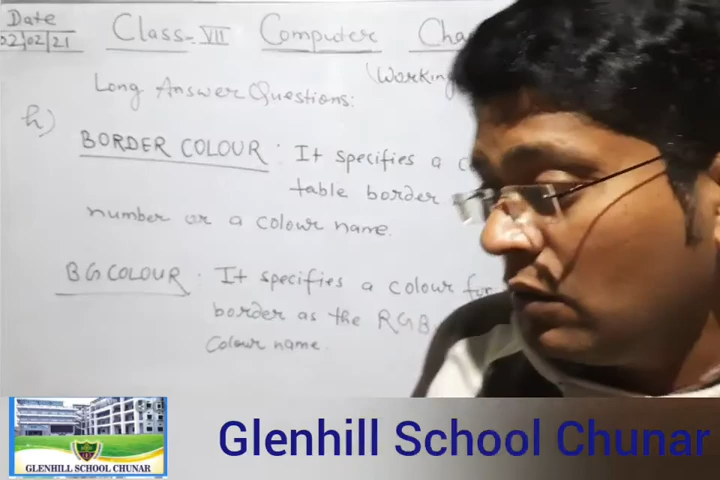 Date
02/02/21
Class-VII Computer Cha
(Working
Long Answer Questions:
h)
BORDER COLOUR : It specifies a c
table border
number or a colour name.
BGCOLOUR . It specifies a colour for
border as the RGB
Colour name.
GLENHILL SCHOOL CHUNAR
Glenhill School Chunar